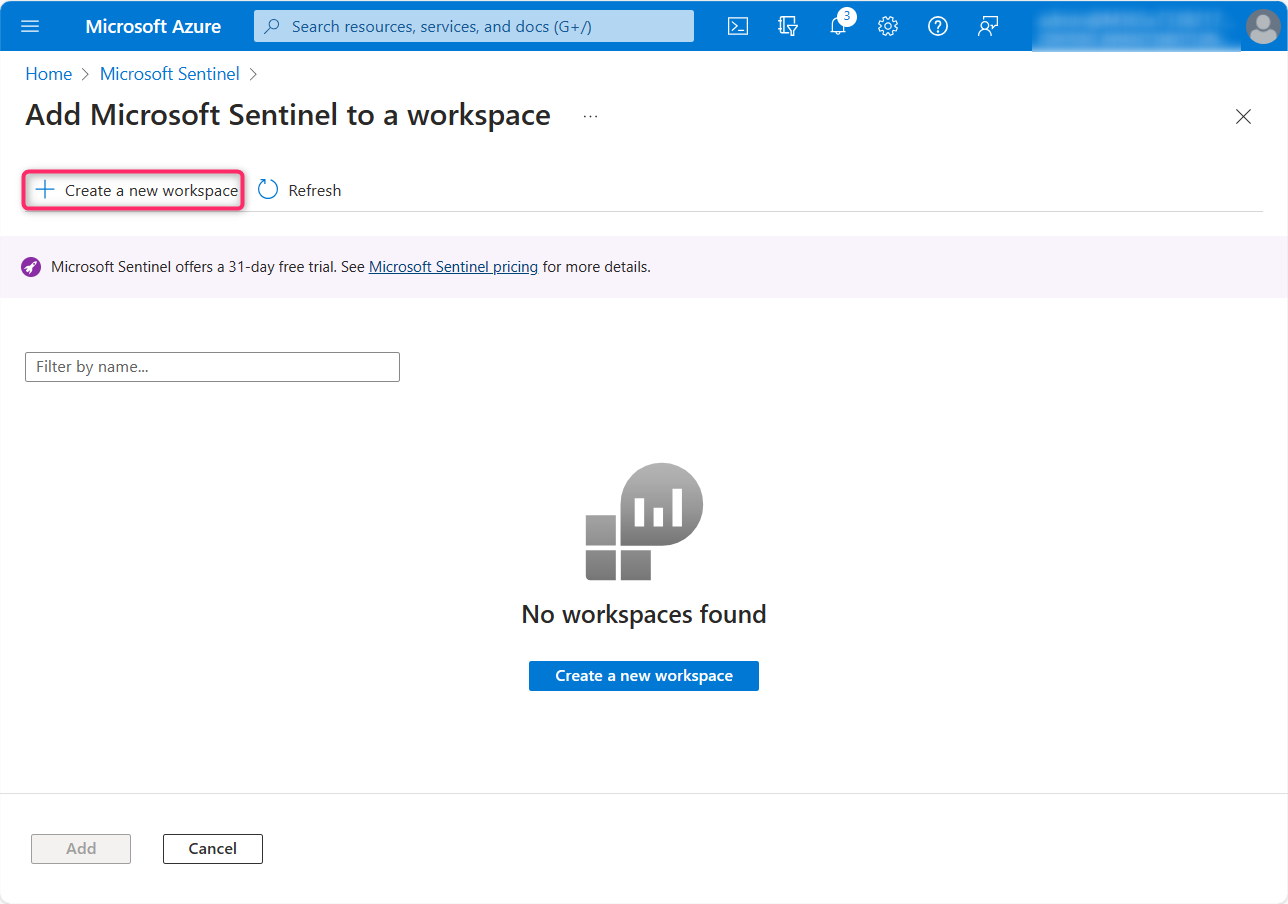 Microsoft Azure
Search resources, services, and docs (G+/)
3
Home > Microsoft Sentinel >
Add Microsoft Sentinel to a workspace ...
+ Create a new workspace
Refresh
Microsoft Sentinel offers a 31-day free trial. See Microsoft Sentinel pricing for more details.
Filter by name...
No workspaces found
Create a new workspace
Add
Cancel